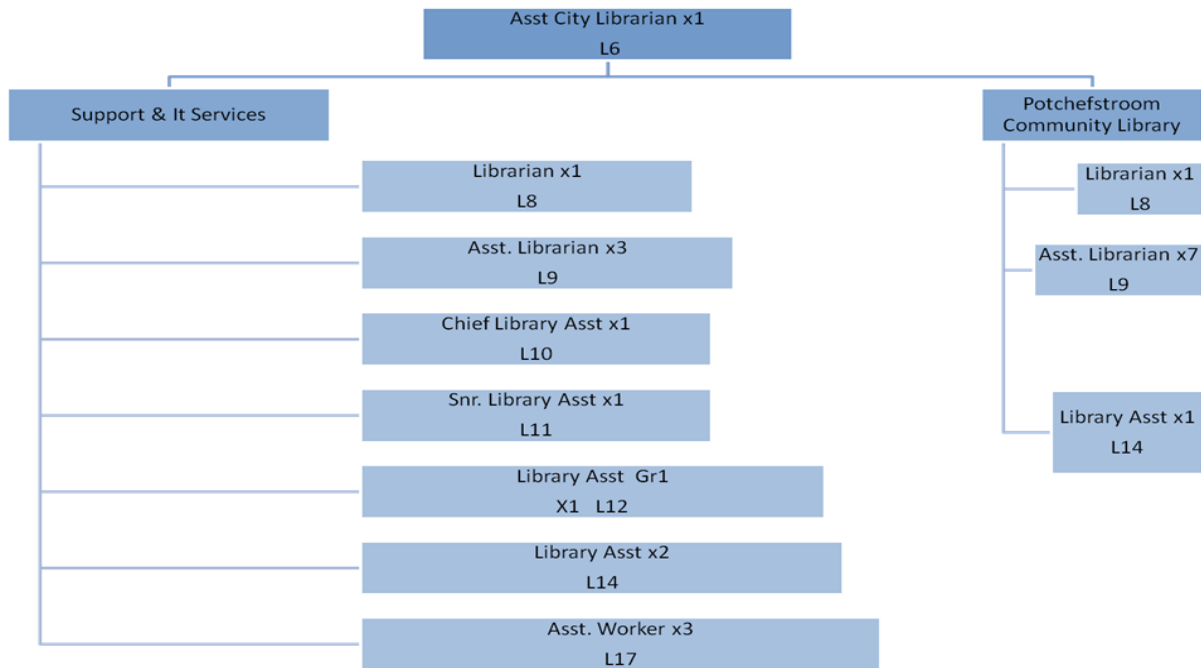 Asst City Librarian x1
L6
Support & It Services
Librarian x1
L8
Asst. Librarian x3
L9
Chief Library Asst x1
L10
Snr. Library Asst x1
L11
Library Asst  Gr1
X1   L12
Library Asst x2
L14
Asst. Worker x3
L17
Potchefstroom
Community Library
Librarian x1
L8
Asst. Librarian x7
L9
Library Asst x1
L14